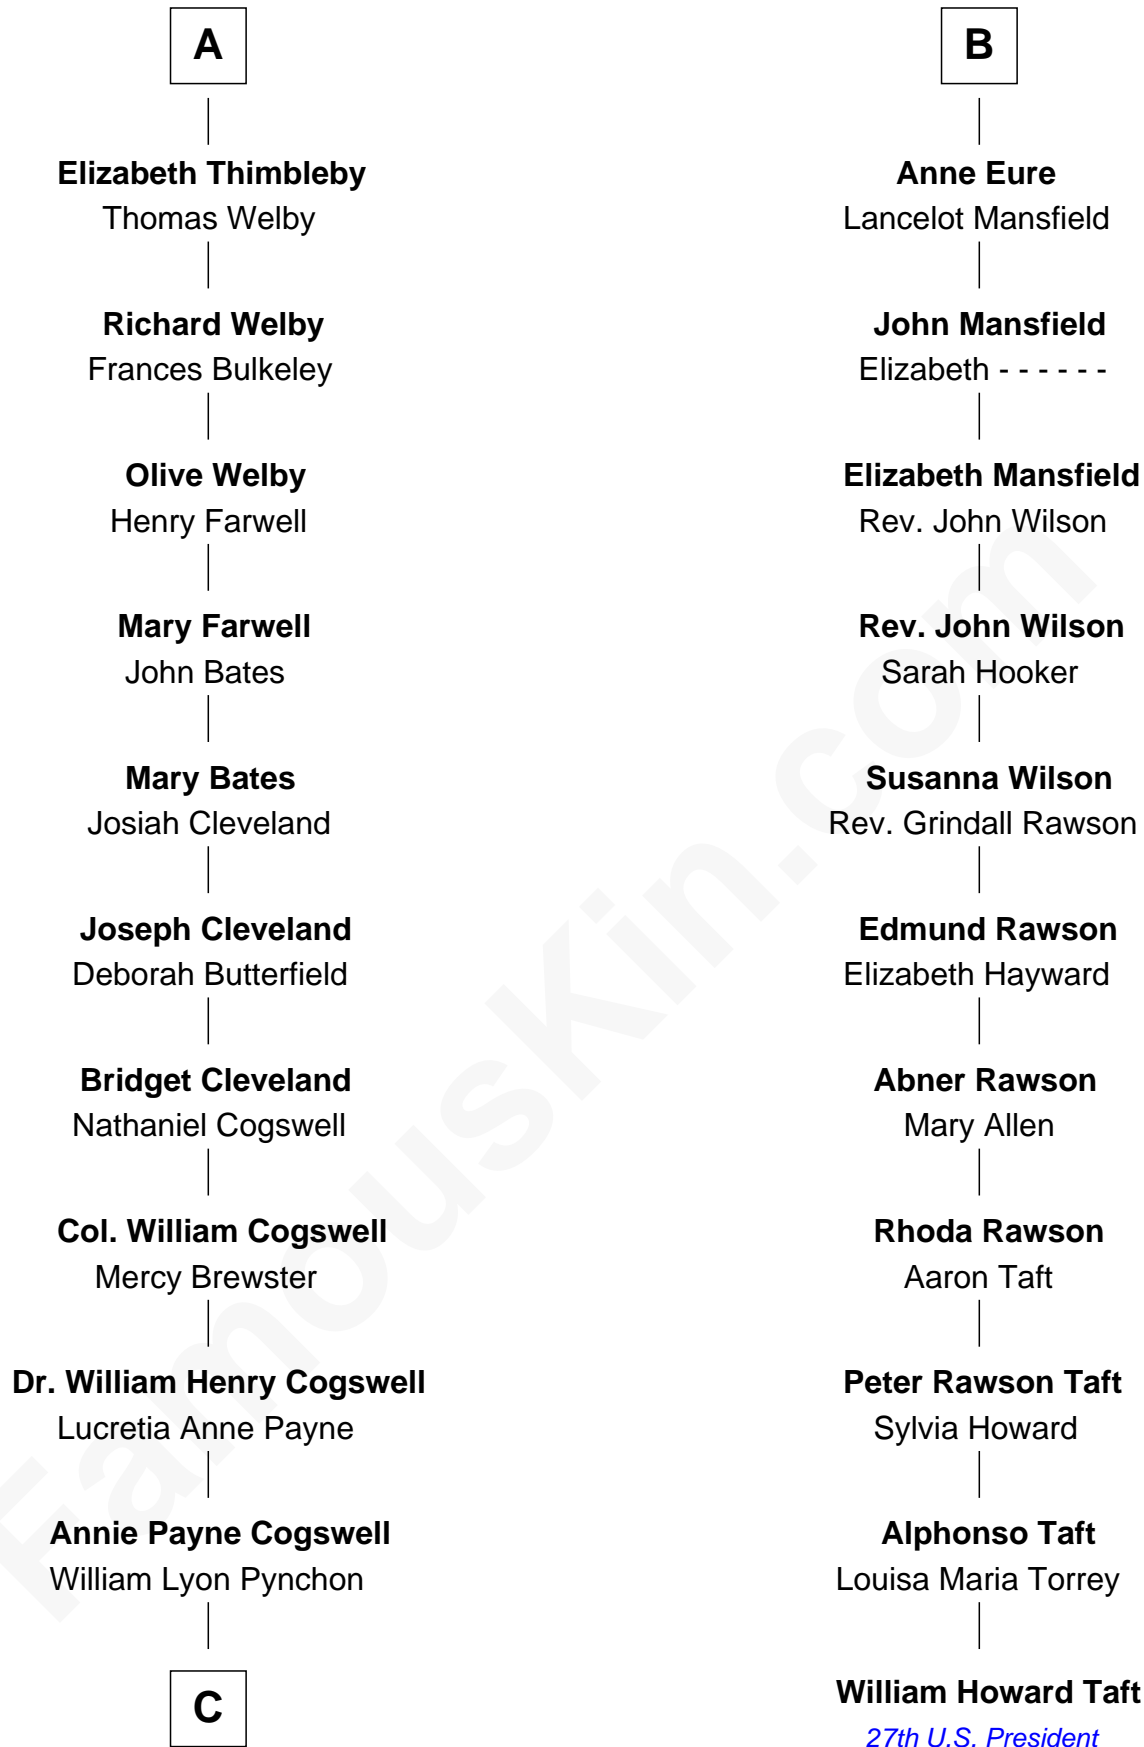 A
Elizabeth Thimbleby
Thomas Welby
Richard Welby
Frances Bulkeley
Olive Welby
Henry Farwell
Mary Farwell
John Bates
Mary Bates
Josiah Cleveland
Joseph Cleveland
Deborah Butterfield
Bridget Cleveland
Nathaniel Cogswell
Col. William Cogswell
Mercy Brewster
Dr. William Henry Cogswell
Lucretia Anne Payne
Annie Payne Cogswell
William Lyon Pynchon
C
B
Anne Eure
Lancelot Mansfield
John Mansfield
Elizabeth - - - - - -
Elizabeth Mansfield
Rev. John Wilson
Rev. John Wilson
Sarah Hooker
Susanna Wilson
Rev. Grindall Rawson
Edmund Rawson
Elizabeth Hayward
Abner Rawson
Mary Allen
Rhoda Rawson
Aaron Taft
Peter Rawson Taft
Sylvia Howard
Alphonso Taft
Louisa Maria Torrey
William Howard Taft
27th U.S. President
FamousKin.com